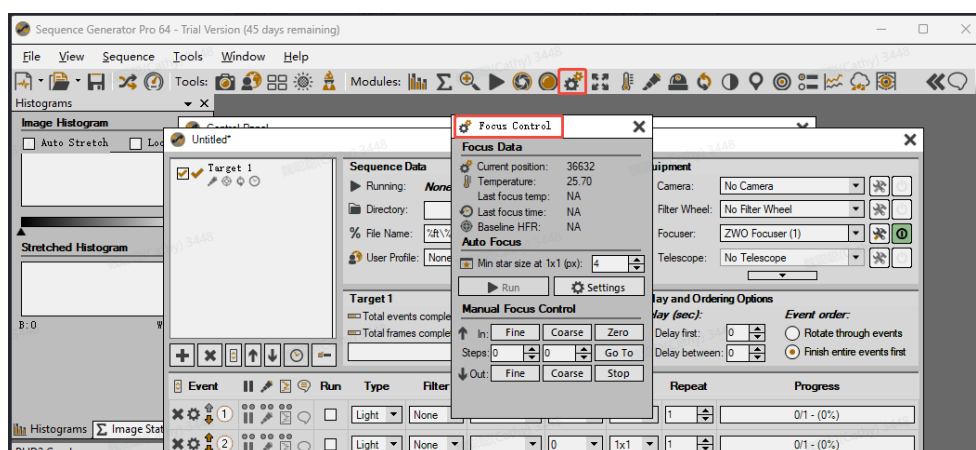 Sequence Generator Pro 64 - Trial Version (45 days remaining)
File View Sequence Tools Window Help
Tools: Modules:
Histograms
Image Histogram
Auto Stretch
Stretched Histogram
B:0
Histograms Image Stat
Untitled*
Target 1
Sequence Data
Running: None
Directory:
File Name: %ft\%
User Profile: None
Target 1
Total events comple
Total frames comple
Focus Control
Focus Data
Current position: 36632
Temperature: 25.70
Last focus temp: NA
Last focus time: NA
Baseline HFR: NA
Auto Focus
Min star size at 1x1 (px): 4
Run Settings
Manual Focus Control
In: Fine Coarse Zero
Steps: 0 0 Go To
Out: Fine Coarse Stop
uipment
Camera: No Camera
Filter Wheel: No Filter Wheel
Focuser: ZWO Focuser (1)
Telescope: No Telescope
lay and Ordering Options
lay (sec): Event order:
Delay first: 0 Rotate through events
Delay between: 0 Finish entire events first
Event Run Type Filter Repeat Progress
1 Light None 1 0/1 - (0%)
2 Light None 0 1x1 1 0/1 - (0%)